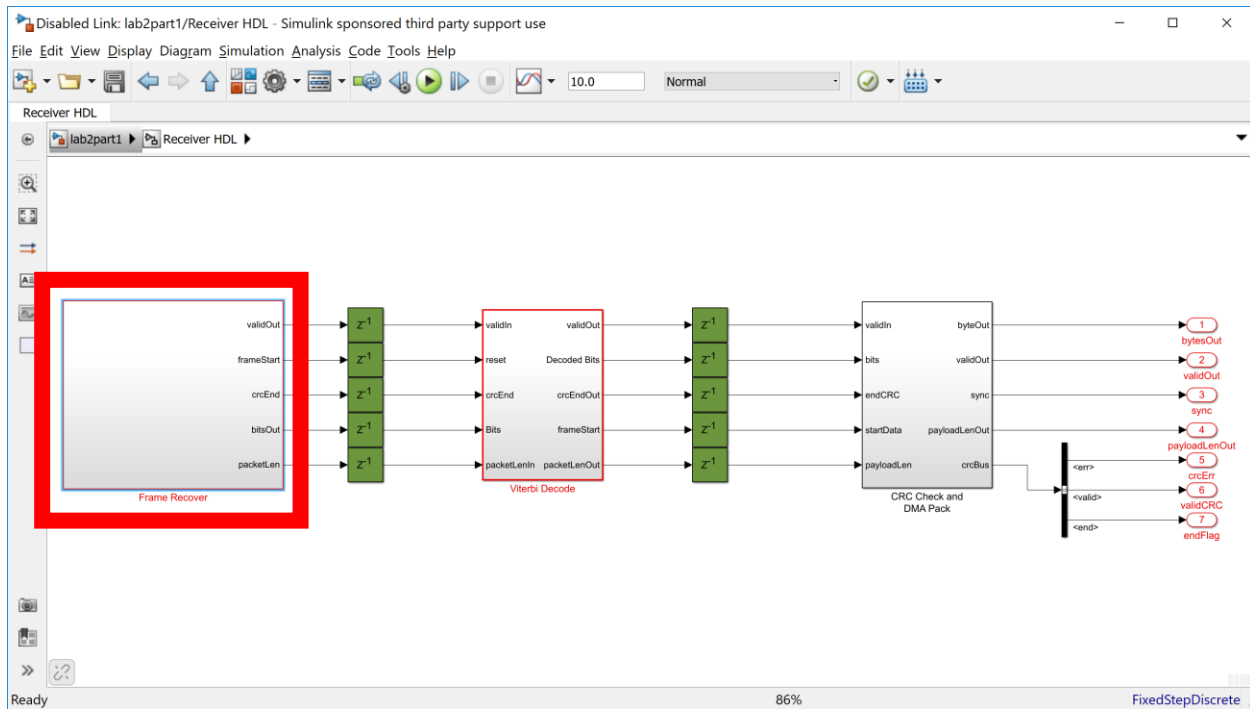 Disabled Link: lab2part1/Receiver HDL - Simulink sponsored third party support use
File Edit View Display Diagram Simulation Analysis Code Tools Help
10.0 Normal
Receiver HDL
lab2part1 Receiver HDL
validOut
frameStart
crcEnd
bitsOut
packetLen
Frame Recover
z-1
z-1
z-1
z-1
z-1
validIn validOut
reset Decoded Bits
crcEnd crcEndOut
Bits frameStart
packetLenIn packetLenOut
Viterbi Decode
z-1
z-1
z-1
z-1
z-1
validIn byteOut
bits validOut
endCRC sync
startData payloadLenOut
payloadLen crcBus
CRC Check and
DMA Pack
<err>
<valid>
<end>
1
bytesOut
2
validOut
3
sync
4
payloadLenOut
5
crcErr
6
validCRC
7
endFlag
Ready 86% FixedStepDiscrete